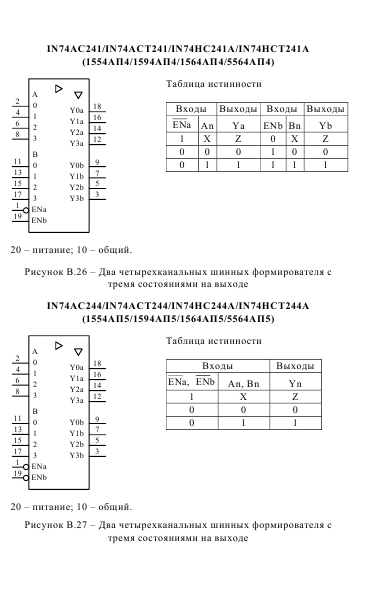 IN74AC241/IN74ACT241/IN74HC241A/IN74HCT241A
(1554АП4/1594АП4/1564АП4/5564АП4)
Таблица истинности
A
2 0 Y0a 18
4 1 Y1a 16
6 2 Y2a 14
8 3 Y3a 12
B
11 0 Y0b 9
13 1 Y1b 7
15 2 Y2b 5
17 3 Y3b 3
1 ENa
19 ENb
Входы Выходы Входы Выходы
ENa An Ya ENb Bn Yb
1 X Z 0 X Z
0 0 0 1 0 0
0 1 1 1 1 1
20 – питание; 10 – общий.
Рисунок В.26 – Два четырехканальных шинных формирователя с
тремя состояниями на выходе
IN74AC244/IN74ACT244/IN74HC244A/IN74HCT244A
(1554АП5/1594АП5/1564АП5/5564АП5)
Таблица истинности
A
2 0 Y0a 18
4 1 Y1a 16
6 2 Y2a 14
8 3 Y3a 12
B
11 0 Y0b 9
13 1 Y1b 7
15 2 Y2b 5
17 3 Y3b 3
1 ENa
19 ENb
Входы Выходы
ENa, ENb An, Bn Yn
1 X Z
0 0 0
0 1 1
20 – питание; 10 – общий.
Рисунок В.27 – Два четырехканальных шинных формирователя с
тремя состояниями на выходе